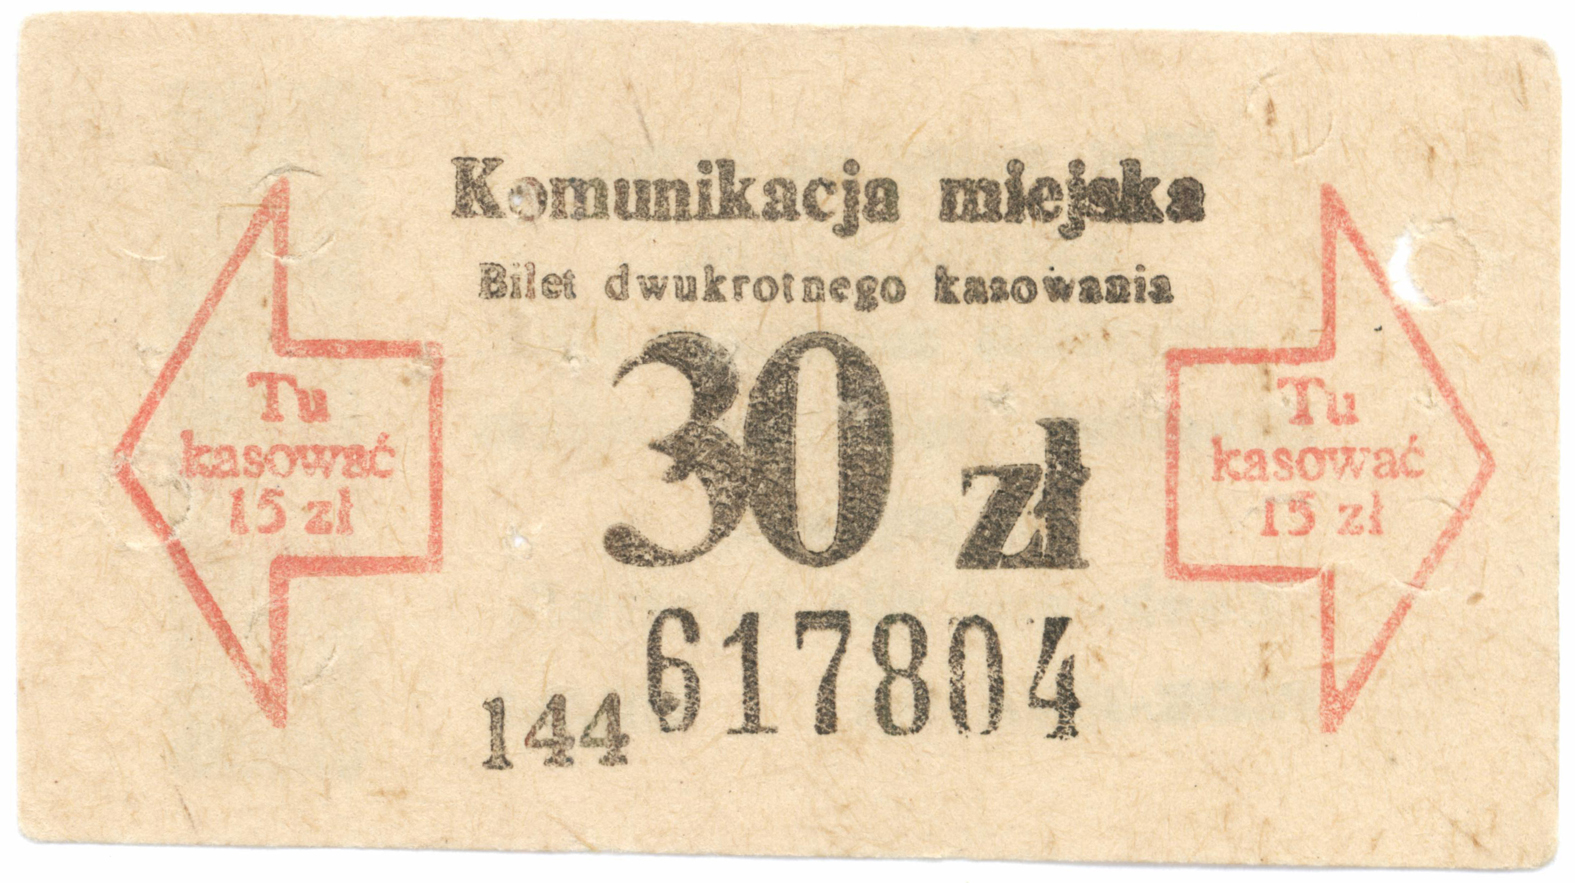 Komunikacja miejska
Bilet dwukrotnego kasowania
30 zł
Tu
kasować
15 zł
Tu
kasować
15 zł
144 617804